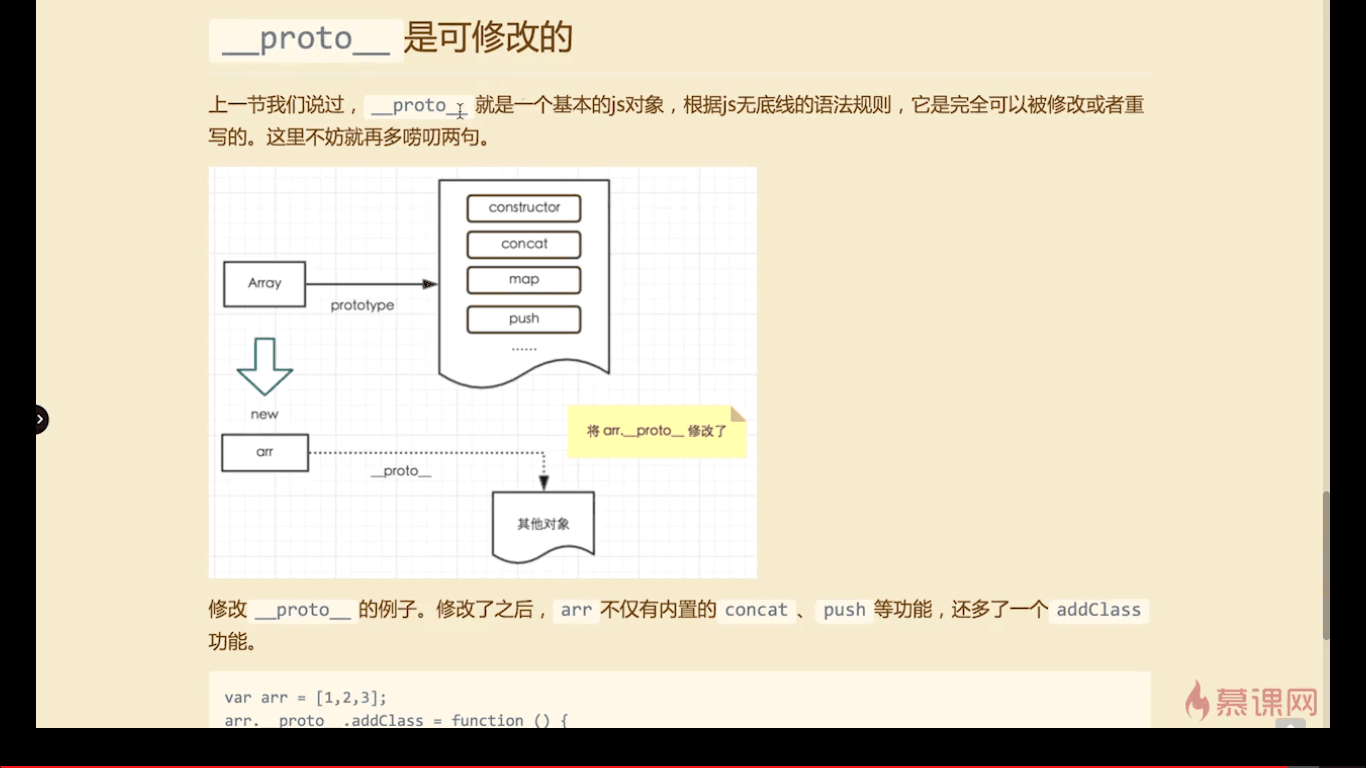 __proto__ 是可修改的
上一节我们说过， __proto__ 就是一个基本的js对象，根据js无底线的语法规则，它是完全可以被修改或者重
写的。这里不妨就再多唠叨两句。
constructor
concat
map
push
......
Array
prototype
new
将 arr.__proto__ 修改了
arr
__proto__
其他对象
修改 __proto__ 的例子。修改了之后， arr 不仅有内置的 concat 、 push 等功能，还多了一个 addClass
功能。
var arr = [1,2,3];
arr.__proto__.addClass = function () {
慕课网